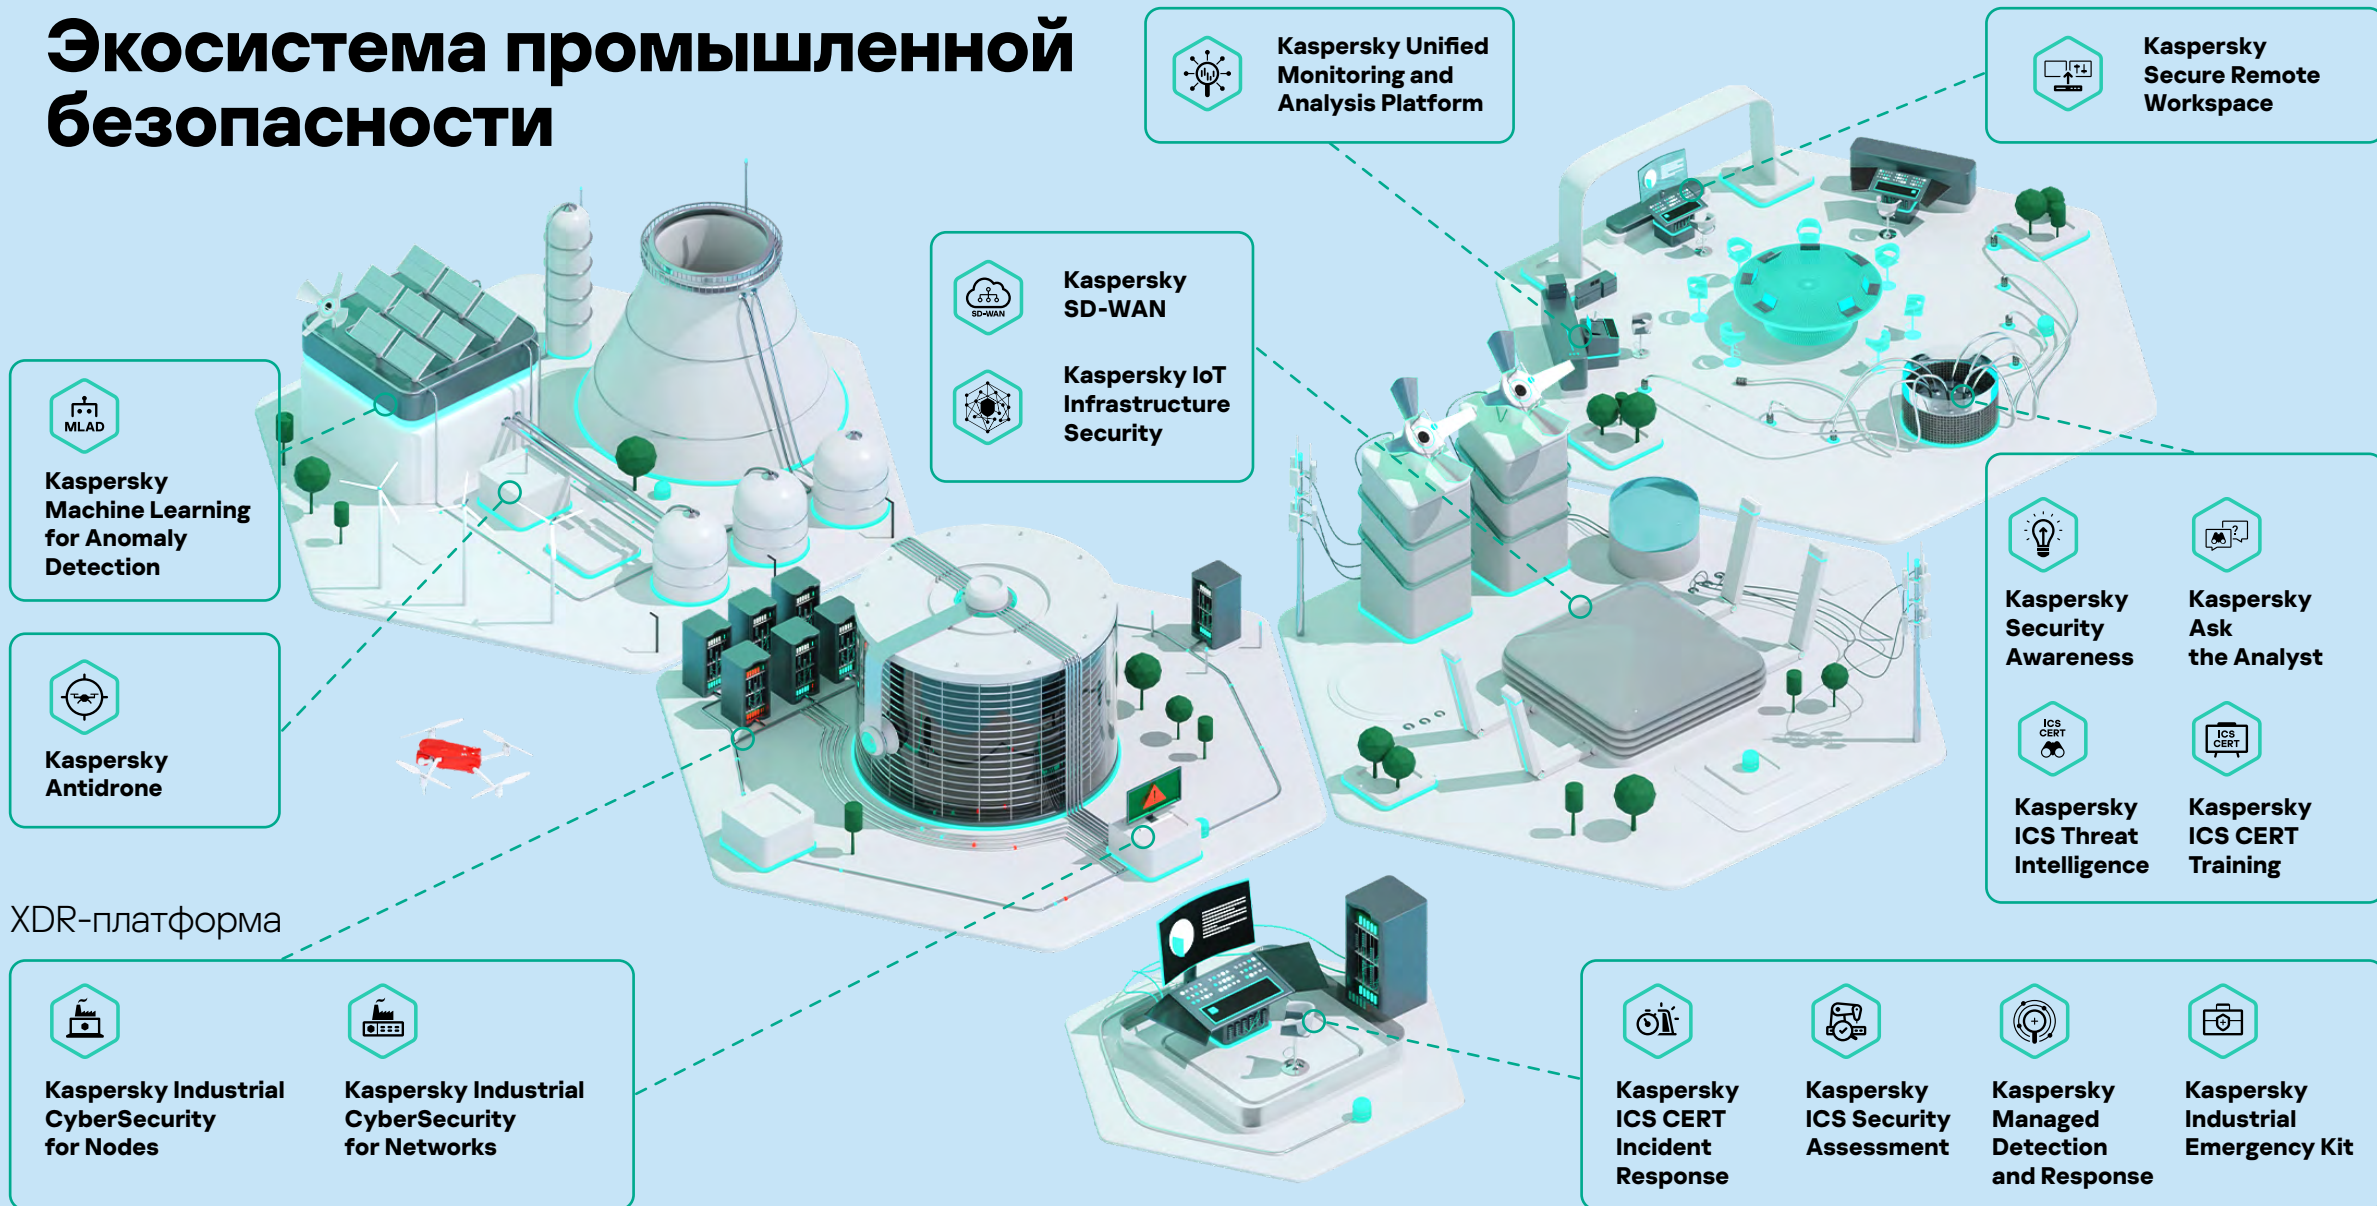 Экосистема промышленной
безопасности
Kaspersky Unified
Monitoring and
Analysis Platform
Kaspersky
Secure Remote
Workspace
SD-WAN
Kaspersky
SD-WAN
Kaspersky IoT
Infrastructure
Security
MLAD
Kaspersky
Machine Learning
for Anomaly
Detection
Kaspersky
Antidrone
Kaspersky
Security
Awareness
?
Kaspersky
Ask
the Analyst
ICS
CERT
Kaspersky
ICS Threat
Intelligence
ICS
CERT
Kaspersky
ICS CERT
Training
XDR-платформа
Kaspersky Industrial
CyberSecurity
for Nodes
Kaspersky Industrial
CyberSecurity
for Networks
Kaspersky
ICS CERT
Incident
Response
Kaspersky
ICS Security
Assessment
Kaspersky
Managed
Detection
and Response
Kaspersky
Industrial
Emergency Kit